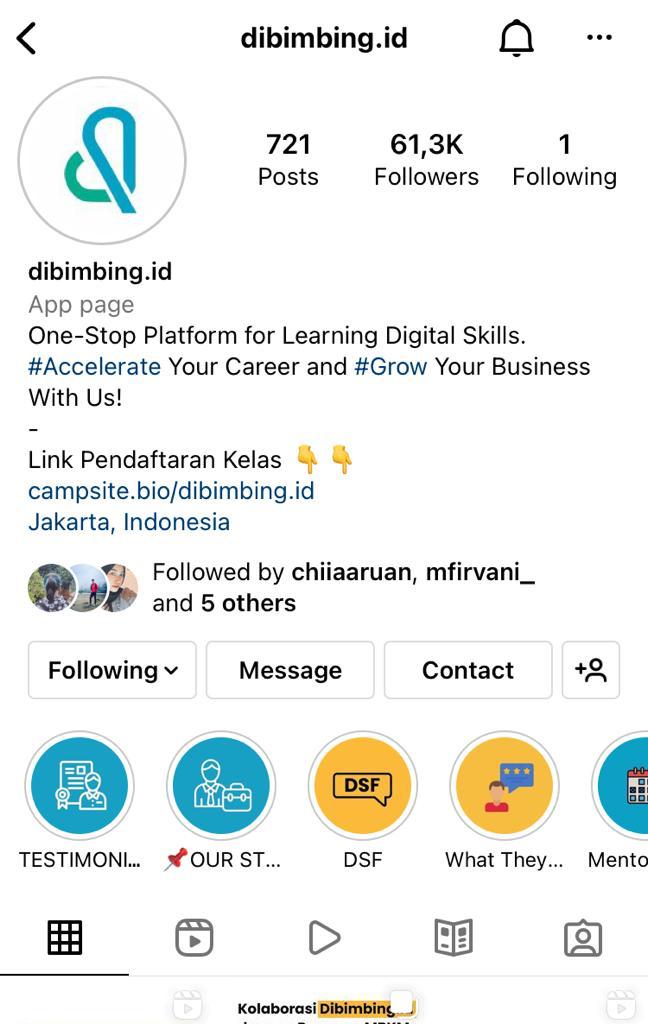 dibimbing.id
721
Posts
61,3K
Followers
1
Following
dibimbing.id
App page
One-Stop Platform for Learning Digital Skills.
#Accelerate Your Career and #Grow Your Business
With Us!
-
Link Pendaftaran Kelas 👇 👇
campsite.bio/dibimbing.id
Jakarta, Indonesia
Followed by chiiaaruan, mfirvani_
and 5 others
Following
Message
Contact
DSF
TESTIMONI...
📌OUR ST...
DSF
What They...
Mento
Kolaborasi Dibimbing